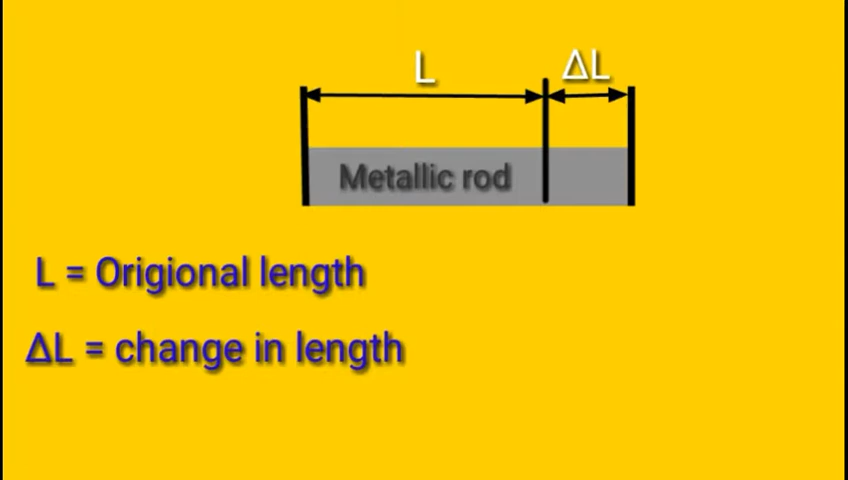 L ΔL
Metallic rod
L = Origional length
ΔL = change in length